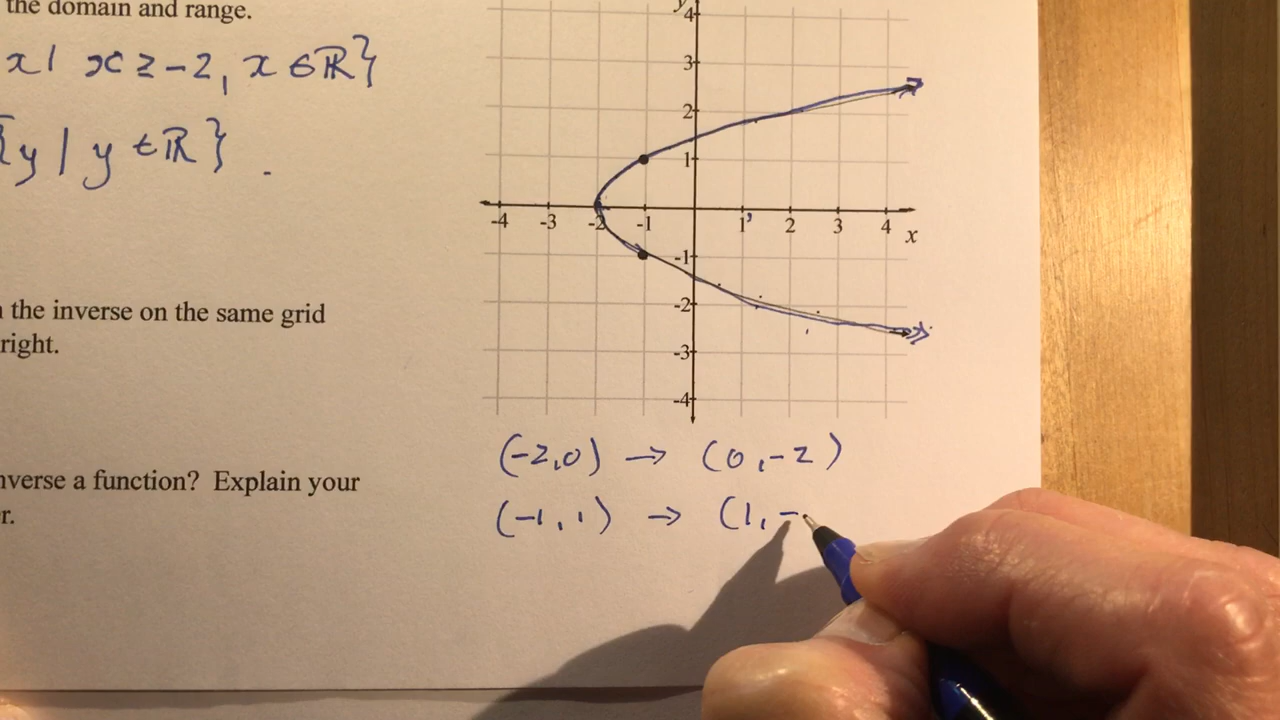 the domain and range.
x | x ≥ -2, x ∈ ℝ}
{y | y ∈ ℝ} .
the inverse on the same grid
right.
inverse a function? Explain your
r.
y
4
3
2
1
-4 -3 -2 -1 1 2 3 4 x
-1
-2
-3
-4
(-2,0) → (0,-2)
(-1,1) → (1,-